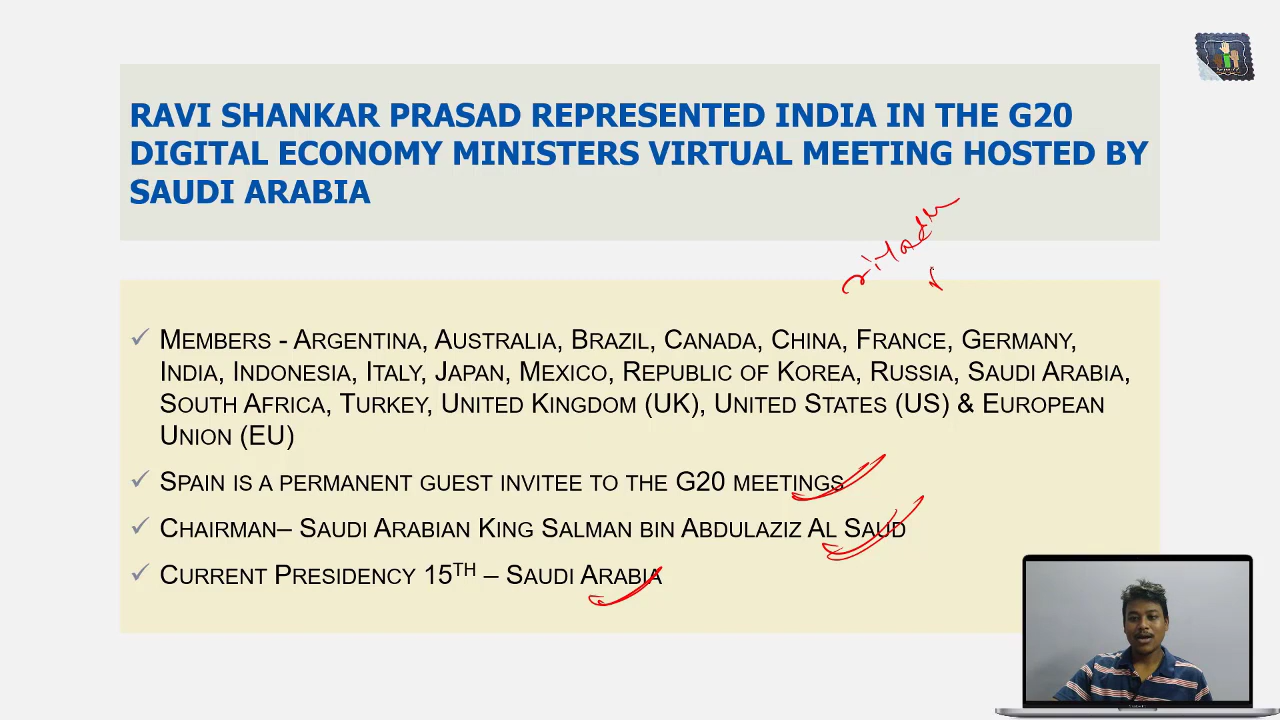 RAVI SHANKAR PRASAD REPRESENTED INDIA IN THE G20
DIGITAL ECONOMY MINISTERS VIRTUAL MEETING HOSTED BY
SAUDI ARABIA
riyadh
✓ MEMBERS - ARGENTINA, AUSTRALIA, BRAZIL, CANADA, CHINA, FRANCE, GERMANY,
INDIA, INDONESIA, ITALY, JAPAN, MEXICO, REPUBLIC OF KOREA, RUSSIA, SAUDI ARABIA,
SOUTH AFRICA, TURKEY, UNITED KINGDOM (UK), UNITED STATES (US) & EUROPEAN
UNION (EU)
✓ SPAIN IS A PERMANENT GUEST INVITEE TO THE G20 MEETINGS
✓ CHAIRMAN– SAUDI ARABIAN KING SALMAN BIN ABDULAZIZ AL SAUD
✓ CURRENT PRESIDENCY 15TH – SAUDI ARABIA